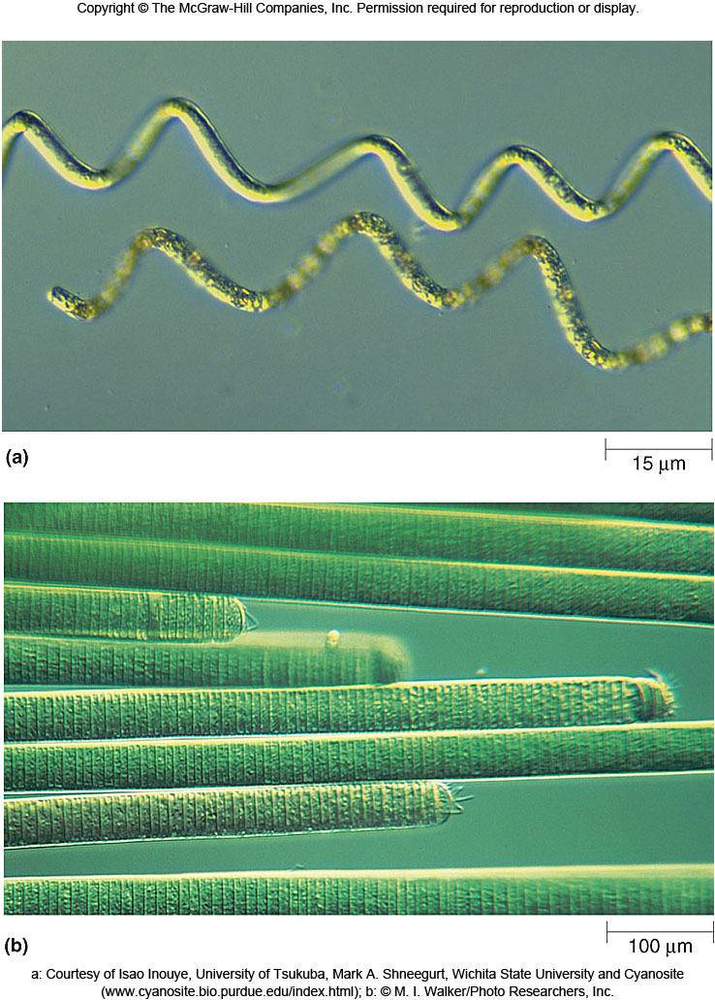 Copyright © The McGraw-Hill Companies, Inc. Permission required for reproduction or display.
(a)
15 μm
(b)
100 μm
a: Courtesy of Isao Inouye, University of Tsukuba, Mark A. Shneegurt, Wichita State University and Cyanosite
(www.cyanosite.bio.purdue.edu/index.html); b: © M. I. Walker/Photo Researchers, Inc.